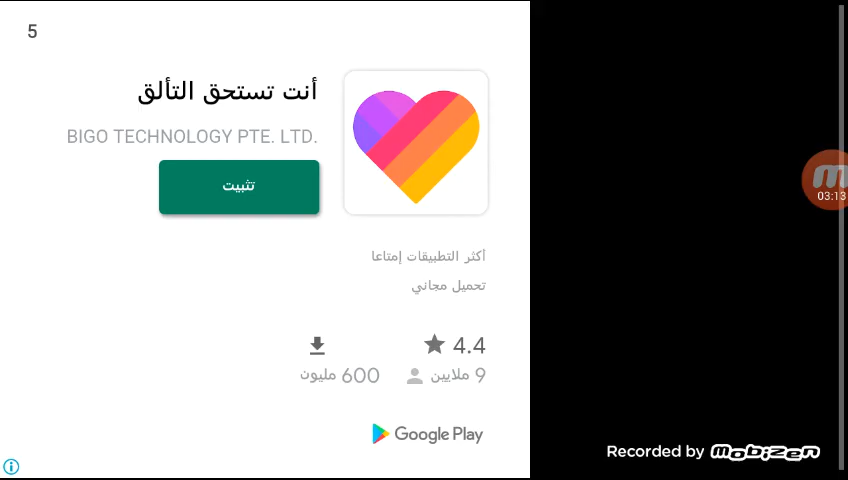 5
أنت تستحق التألق
BIGO TECHNOLOGY PTE. LTD.
تثبيت
أكثر التطبيقات إمتاعا
تحميل مجاني
4.4
9 ملايين
600 مليون
Google Play
03:13
Recorded by mobizen